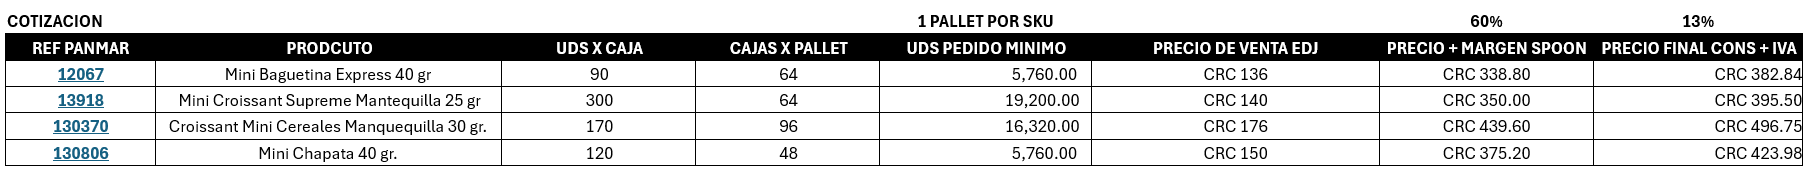 COTIZACION 1 PALLET POR SKU 60% 13%
REF PANMAR PRODCUTO UDS X CAJA CAJAS X PALLET UDS PEDIDO MINIMO PRECIO DE VENTA EDJ PRECIO + MARGEN SPOON PRECIO FINAL CONS + IVA
12067 Mini Baguetina Express 40 gr 90 64 5,760.00 CRC 136 CRC 338.80 CRC 382.84
13918 Mini Croissant Supreme Mantequilla 25 gr 300 64 19,200.00 CRC 140 CRC 350.00 CRC 395.50
130370 Croissant Mini Cereales Manquequilla 30 gr. 170 96 16,320.00 CRC 176 CRC 439.60 CRC 496.75
130806 Mini Chapata 40 gr. 120 48 5,760.00 CRC 150 CRC 375.20 CRC 423.98